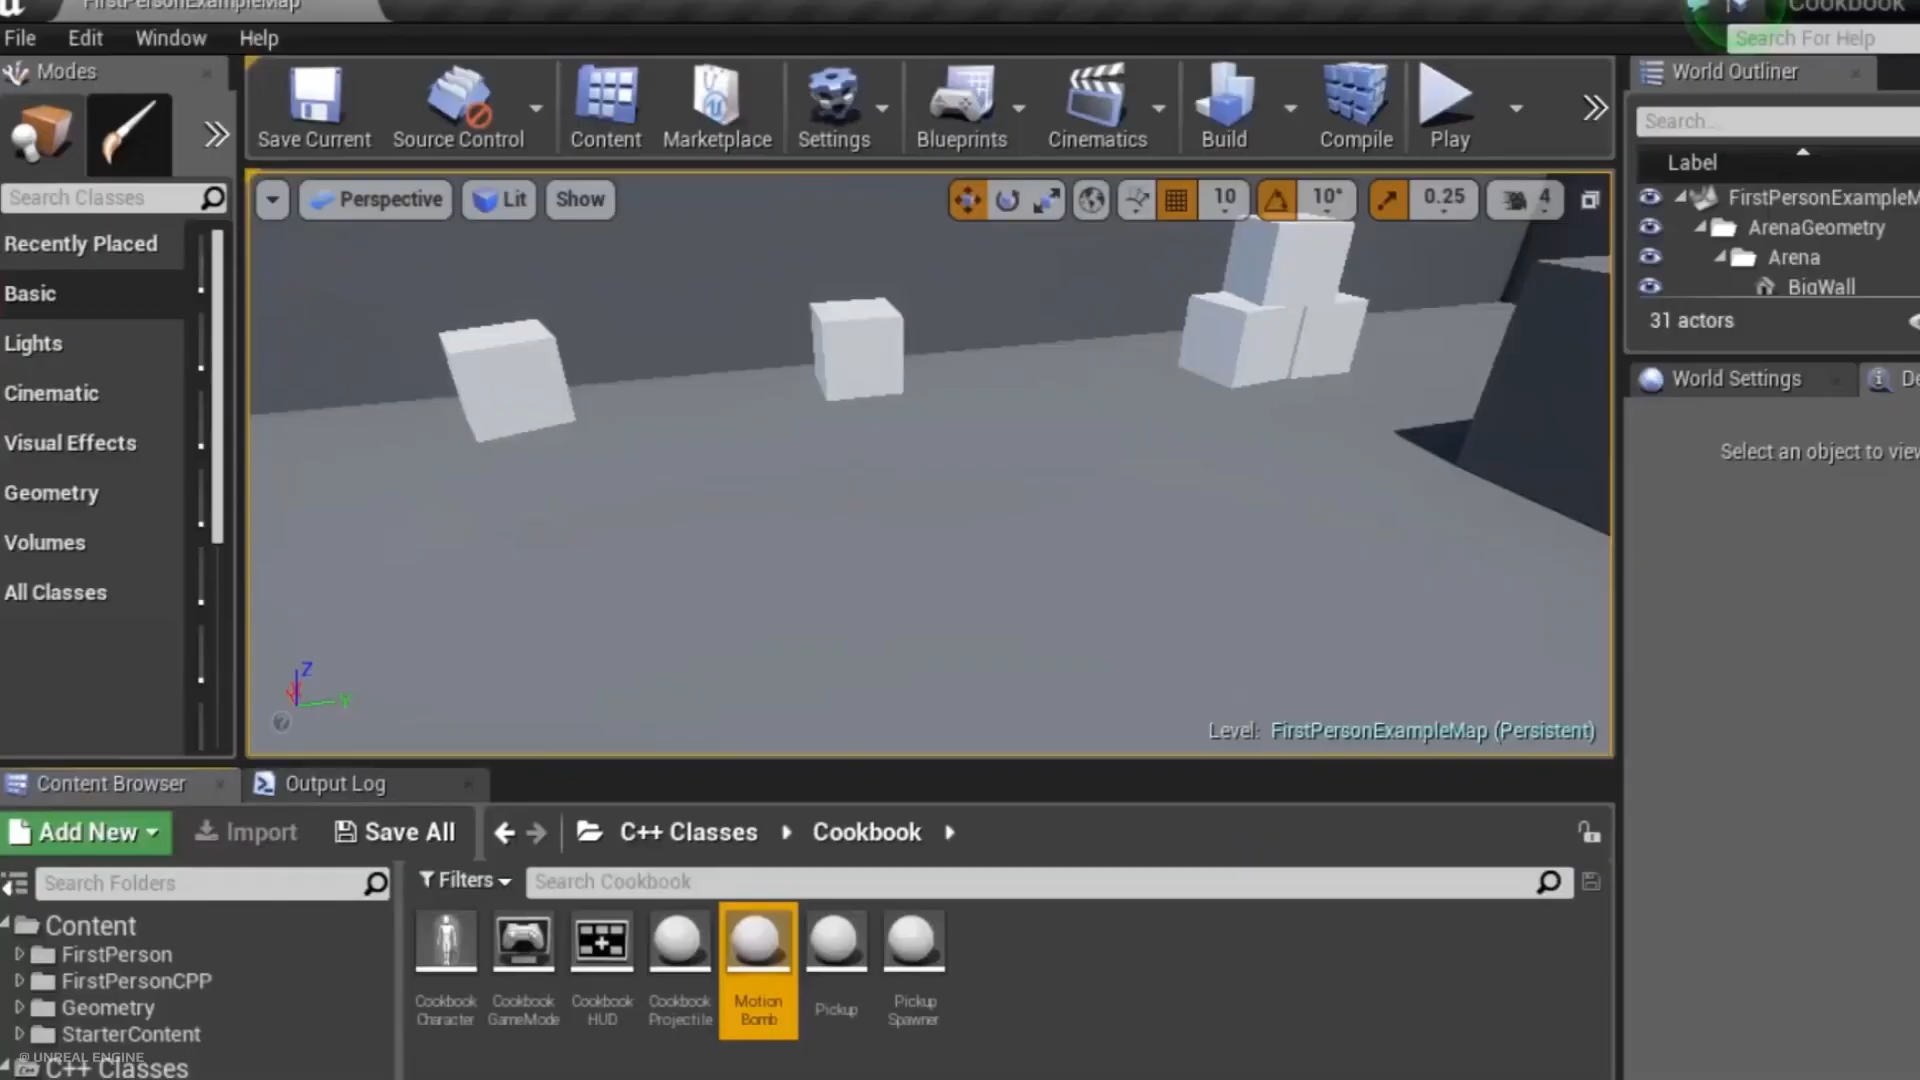 FirstPersonExampleMap
Cookbook
File Edit Window Help
Search For Help
Modes
Save Current Source Control Content Marketplace Settings Blueprints Cinematics Build Compile Play
World Outliner
Search...
Label
Search Classes
Perspective Lit Show
10 10° 0.25 4
FirstPersonExampleM
ArenaGeometry
Arena
BigWall
31 actors
Recently Placed
Basic
Lights
Cinematic
Visual Effects
Geometry
Volumes
All Classes
World Settings De
Select an object to view
Z
X
Y
?
Level: FirstPersonExampleMap (Persistent)
Content Browser Output Log
Add New Import Save All C++ Classes Cookbook
Search Folders
Filters Search Cookbook
Content
FirstPerson
FirstPersonCPP
Geometry
StarterContent
C++ Classes
@ UNREAL ENGINE
Cookbook Character
Cookbook GameMode
Cookbook HUD
Cookbook Projectile
Motion Bomb
Pickup
Pickup Spawner